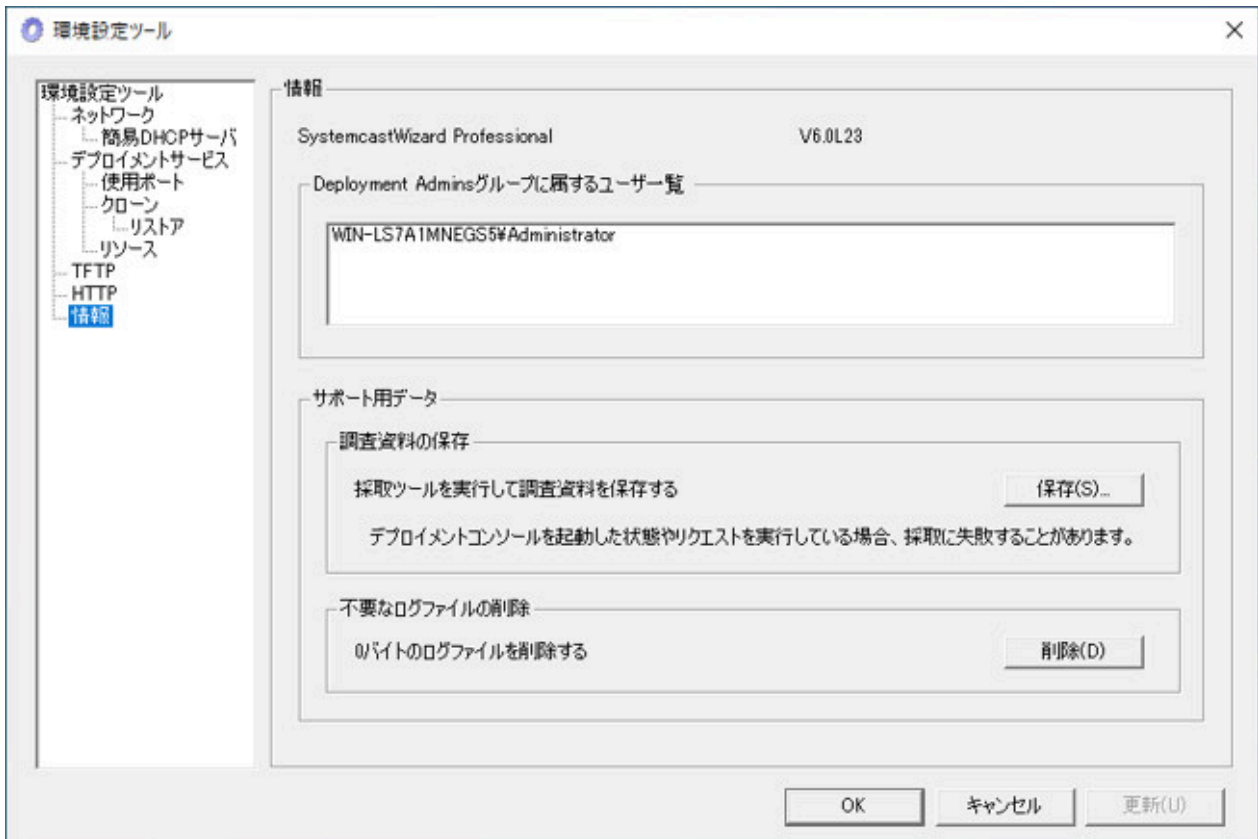 環境設定ツール
環境設定ツール
ネットワーク
簡易DHCPサーバ
デプロイメントサービス
使用ポート
クローン
リストア
リソース
TFTP
HTTP
情報
情報
SystemcastWizard Professional V6.0L23
Deployment Adminsグループに属するユーザー覧
WIN-LS7A1MNEGS5¥Administrator
サポート用データ
調査資料の保存
採取ツールを実行して調査資料を保存する 保存(S)...
デプロイメントコンソールを起動した状態やリクエストを実行している場合、採取に失敗することがあります。
不要なログファイルの削除
0バイトのログファイルを削除する 削除(D)
OK キャンセル 更新(U)